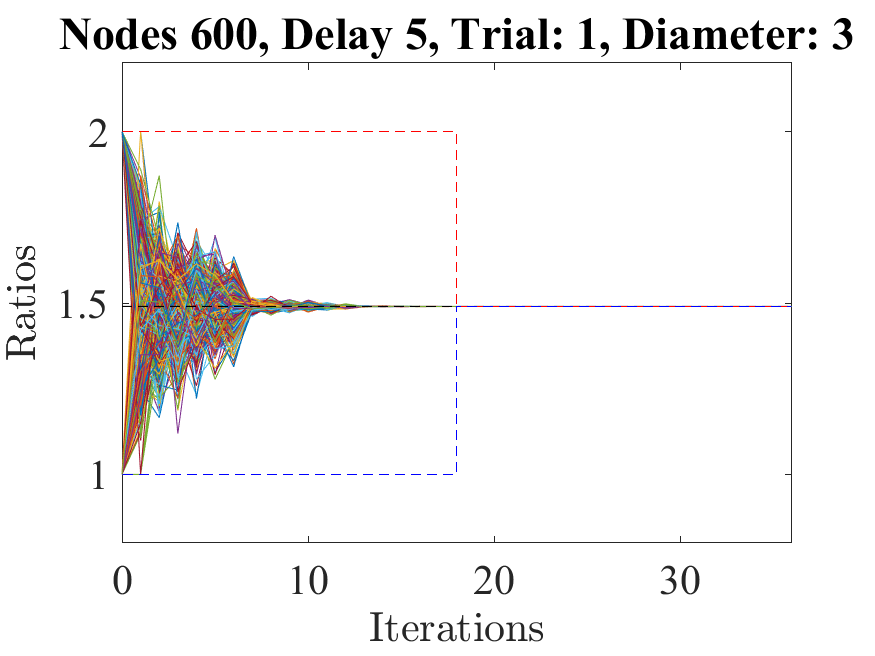 Nodes 600, Delay 5, Trial: 1, Diameter: 3
2
1.5
1
Ratios
0 10 20 30
Iterations